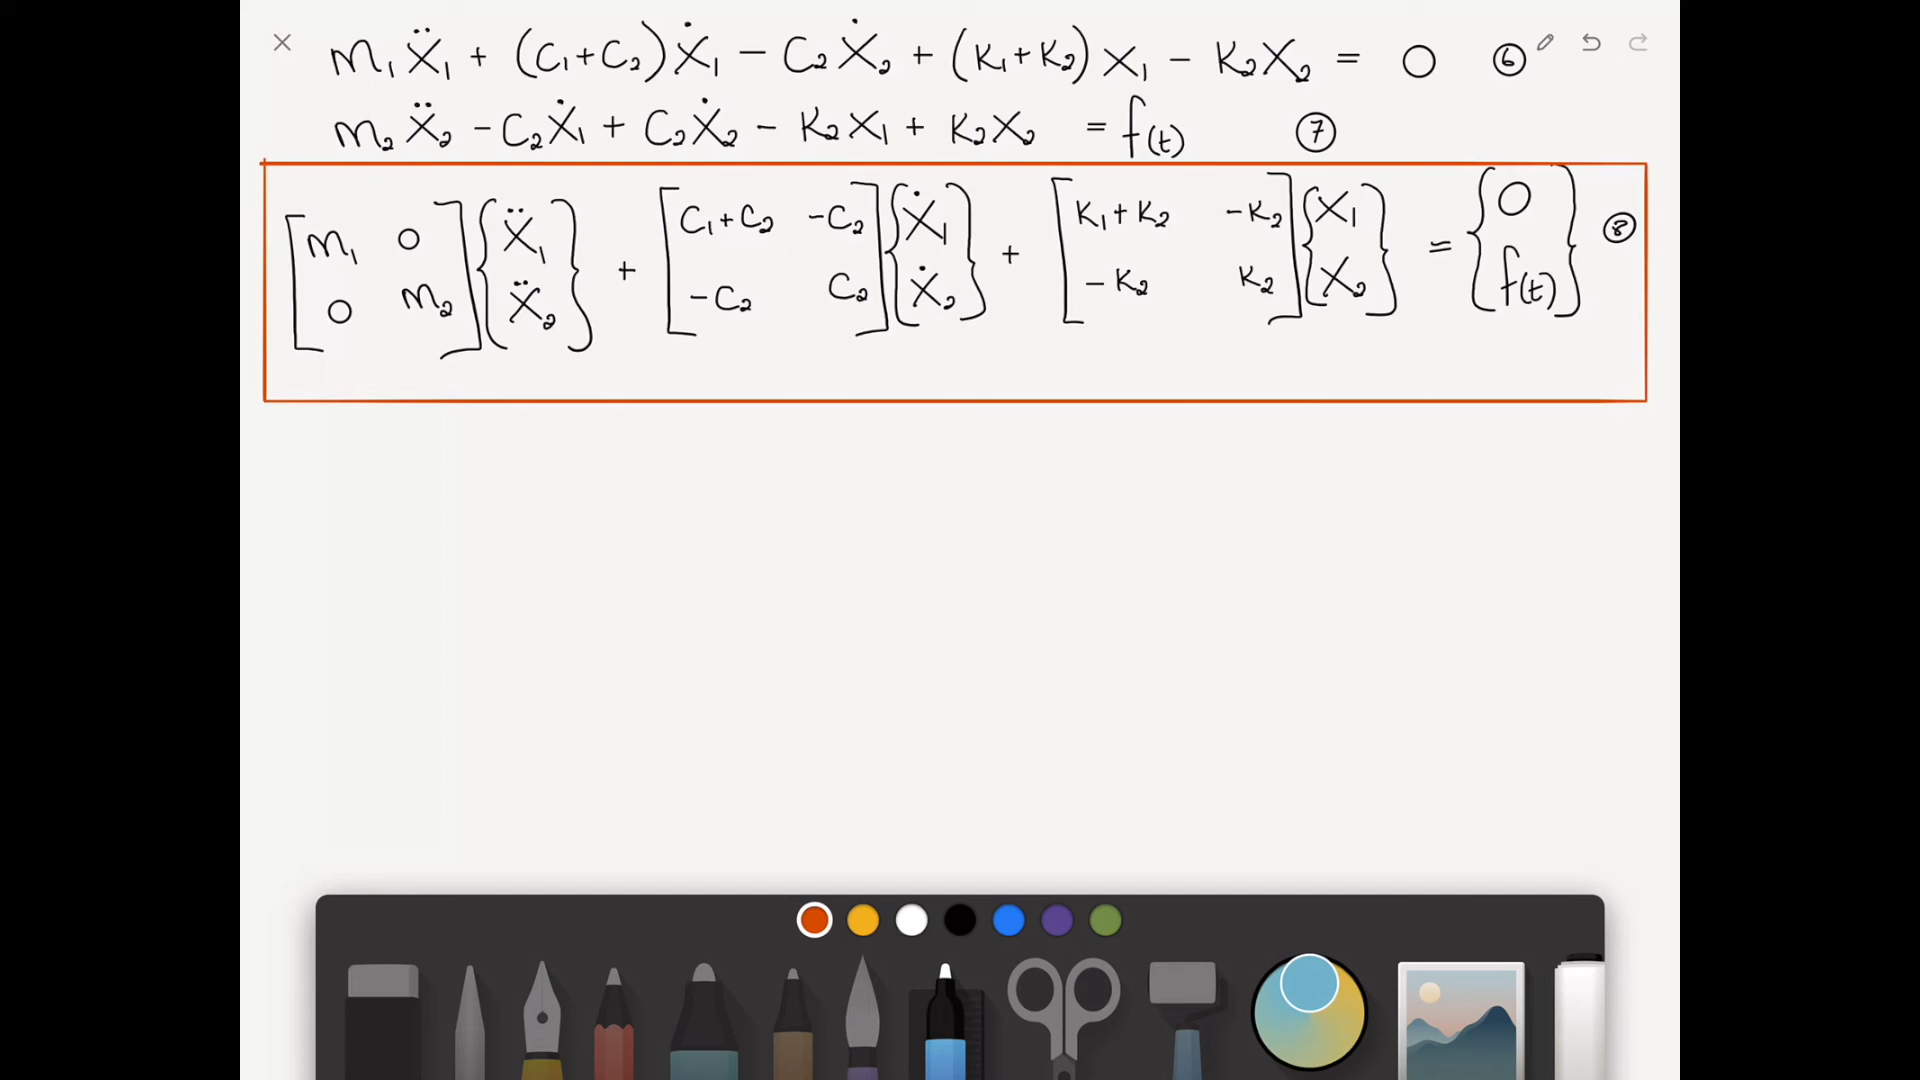 m₁Ẍ₁ + (C₁+C₂)Ẋ₁ − C₂Ẋ₂ + (K₁+K₂)X₁ − K₂X₂ = 0 ⑥
m₂Ẍ₂ − C₂Ẋ₁ + C₂Ẋ₂ − K₂X₁ + K₂X₂ = f(t) ⑦
[m₁ 0] {Ẍ₁} + [C₁+C₂ −C₂] {Ẋ₁} + [K₁+K₂ −K₂] {X₁} = {0} ⑧
[0 m₂] {Ẍ₂} [−C₂ C₂] {Ẋ₂} [−K₂ K₂] {X₂} {f(t)}